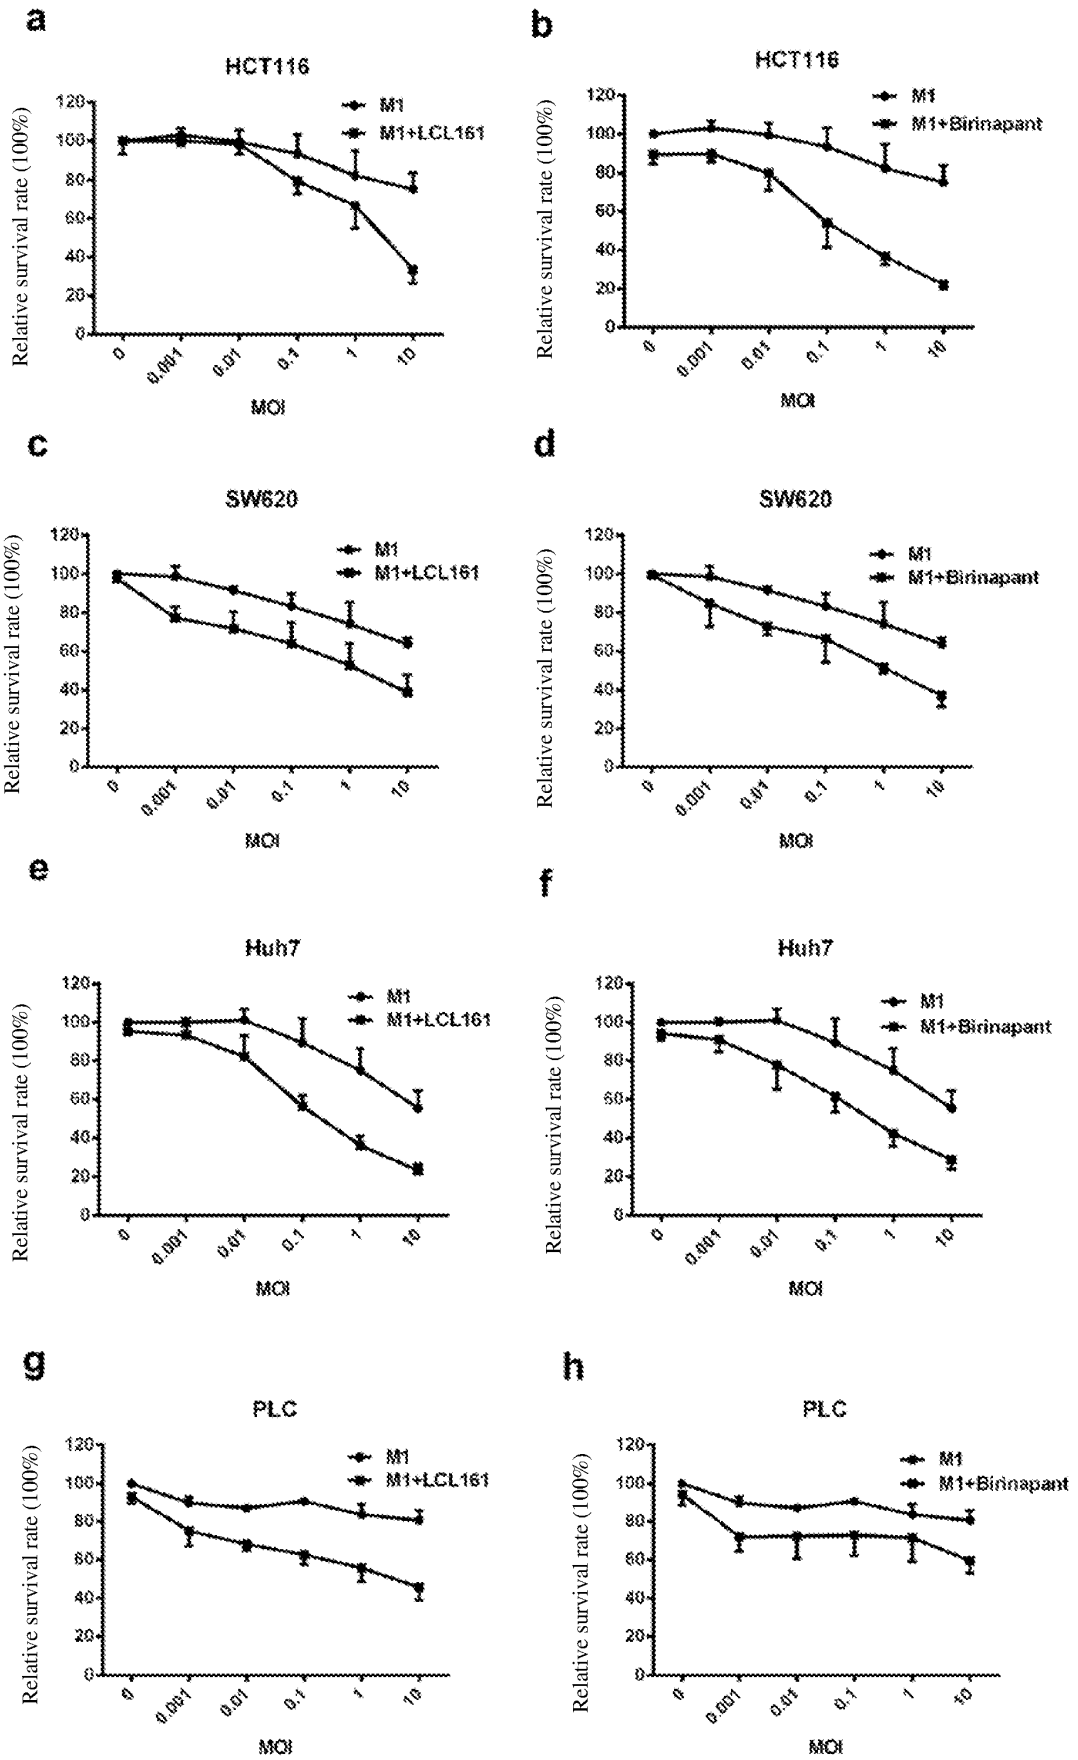 a
HCT116
M1
M1+LCL161
Relative survival rate (100%)
120
100
80
60
40
20
0
0 0.001 0.01 0.1 1 10
MOI
b
HCT116
M1
M1+Birinapant
Relative survival rate (100%)
120
100
80
60
40
20
0
0 0.001 0.01 0.1 1 10
MOI
c
SW620
M1
M1+LCL161
Relative survival rate (100%)
120
100
80
60
40
20
0
0 0.001 0.01 0.1 1 10
MOI
d
SW620
M1
M1+Birinapant
Relative survival rate (100%)
120
100
80
60
40
20
0
0 0.001 0.01 0.1 1 10
MOI
e
Huh7
M1
M1+LCL161
Relative survival rate (100%)
120
100
80
60
40
20
0
0 0.001 0.01 0.1 1 10
MOI
f
Huh7
M1
M1+Birinapant
Relative survival rate (100%)
120
100
80
60
40
20
0
0 0.001 0.01 0.1 1 10
MOI
g
PLC
M1
M1+LCL161
Relative survival rate (100%)
120
100
80
60
40
20
0
0 0.001 0.01 0.1 1 10
MOI
h
PLC
M1
M1+Birinapant
Relative survival rate (100%)
120
100
80
60
40
20
0
0 0.001 0.01 0.1 1 10
MOI